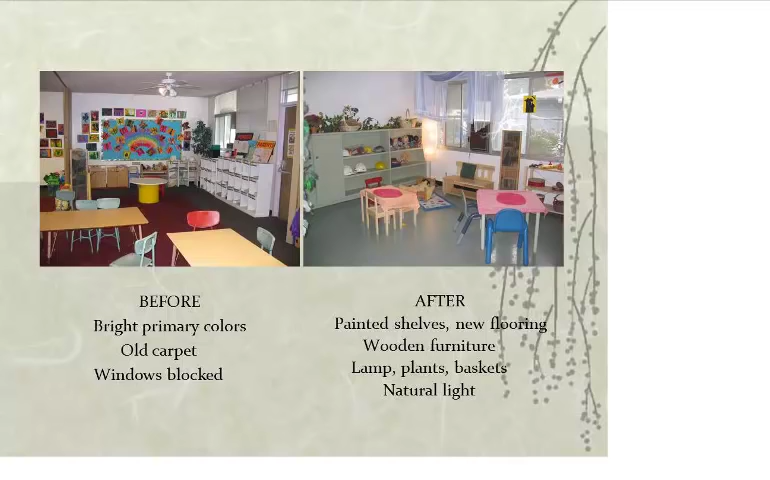 BEFORE
Bright primary colors
Old carpet
Windows blocked
AFTER
Painted shelves, new flooring
Wooden furniture
Lamp, plants, baskets
Natural light